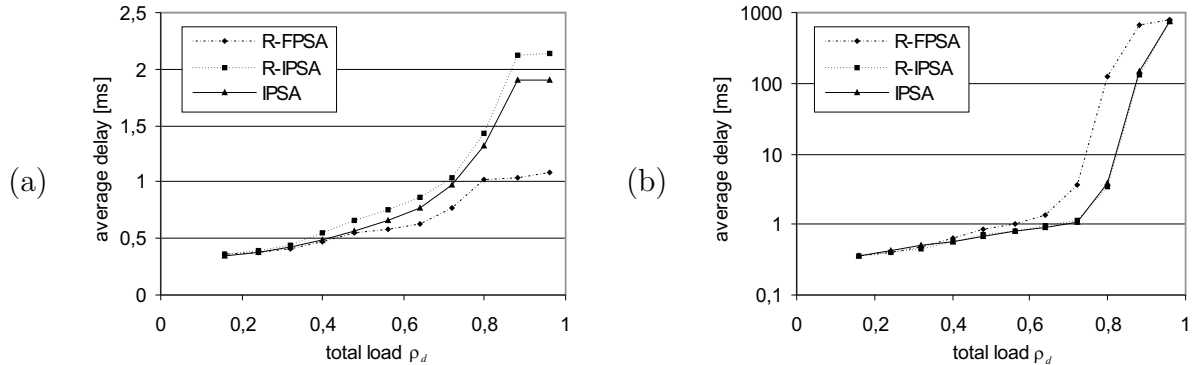 (a)
average delay [ms]
2,5
2
1,5
1
0,5
0
R-FPSA
R-IPSA
IPSA
0 0,2 0,4 0,6 0,8 1
total load ρd
(b)
average delay [ms]
1000
100
10
1
0,1
R-FPSA
R-IPSA
IPSA
0 0,2 0,4 0,6 0,8 1
total load ρd